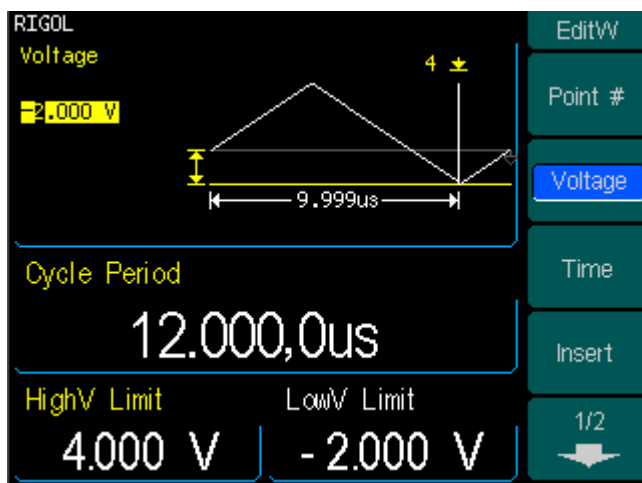 RIGOL
EditW
Voltage
4
-2.000 V
Point #
Voltage
9.999us
Cycle Period
12.000,0us
Time
Insert
HighV Limit
LowV Limit
4.000 V
- 2.000 V
1/2